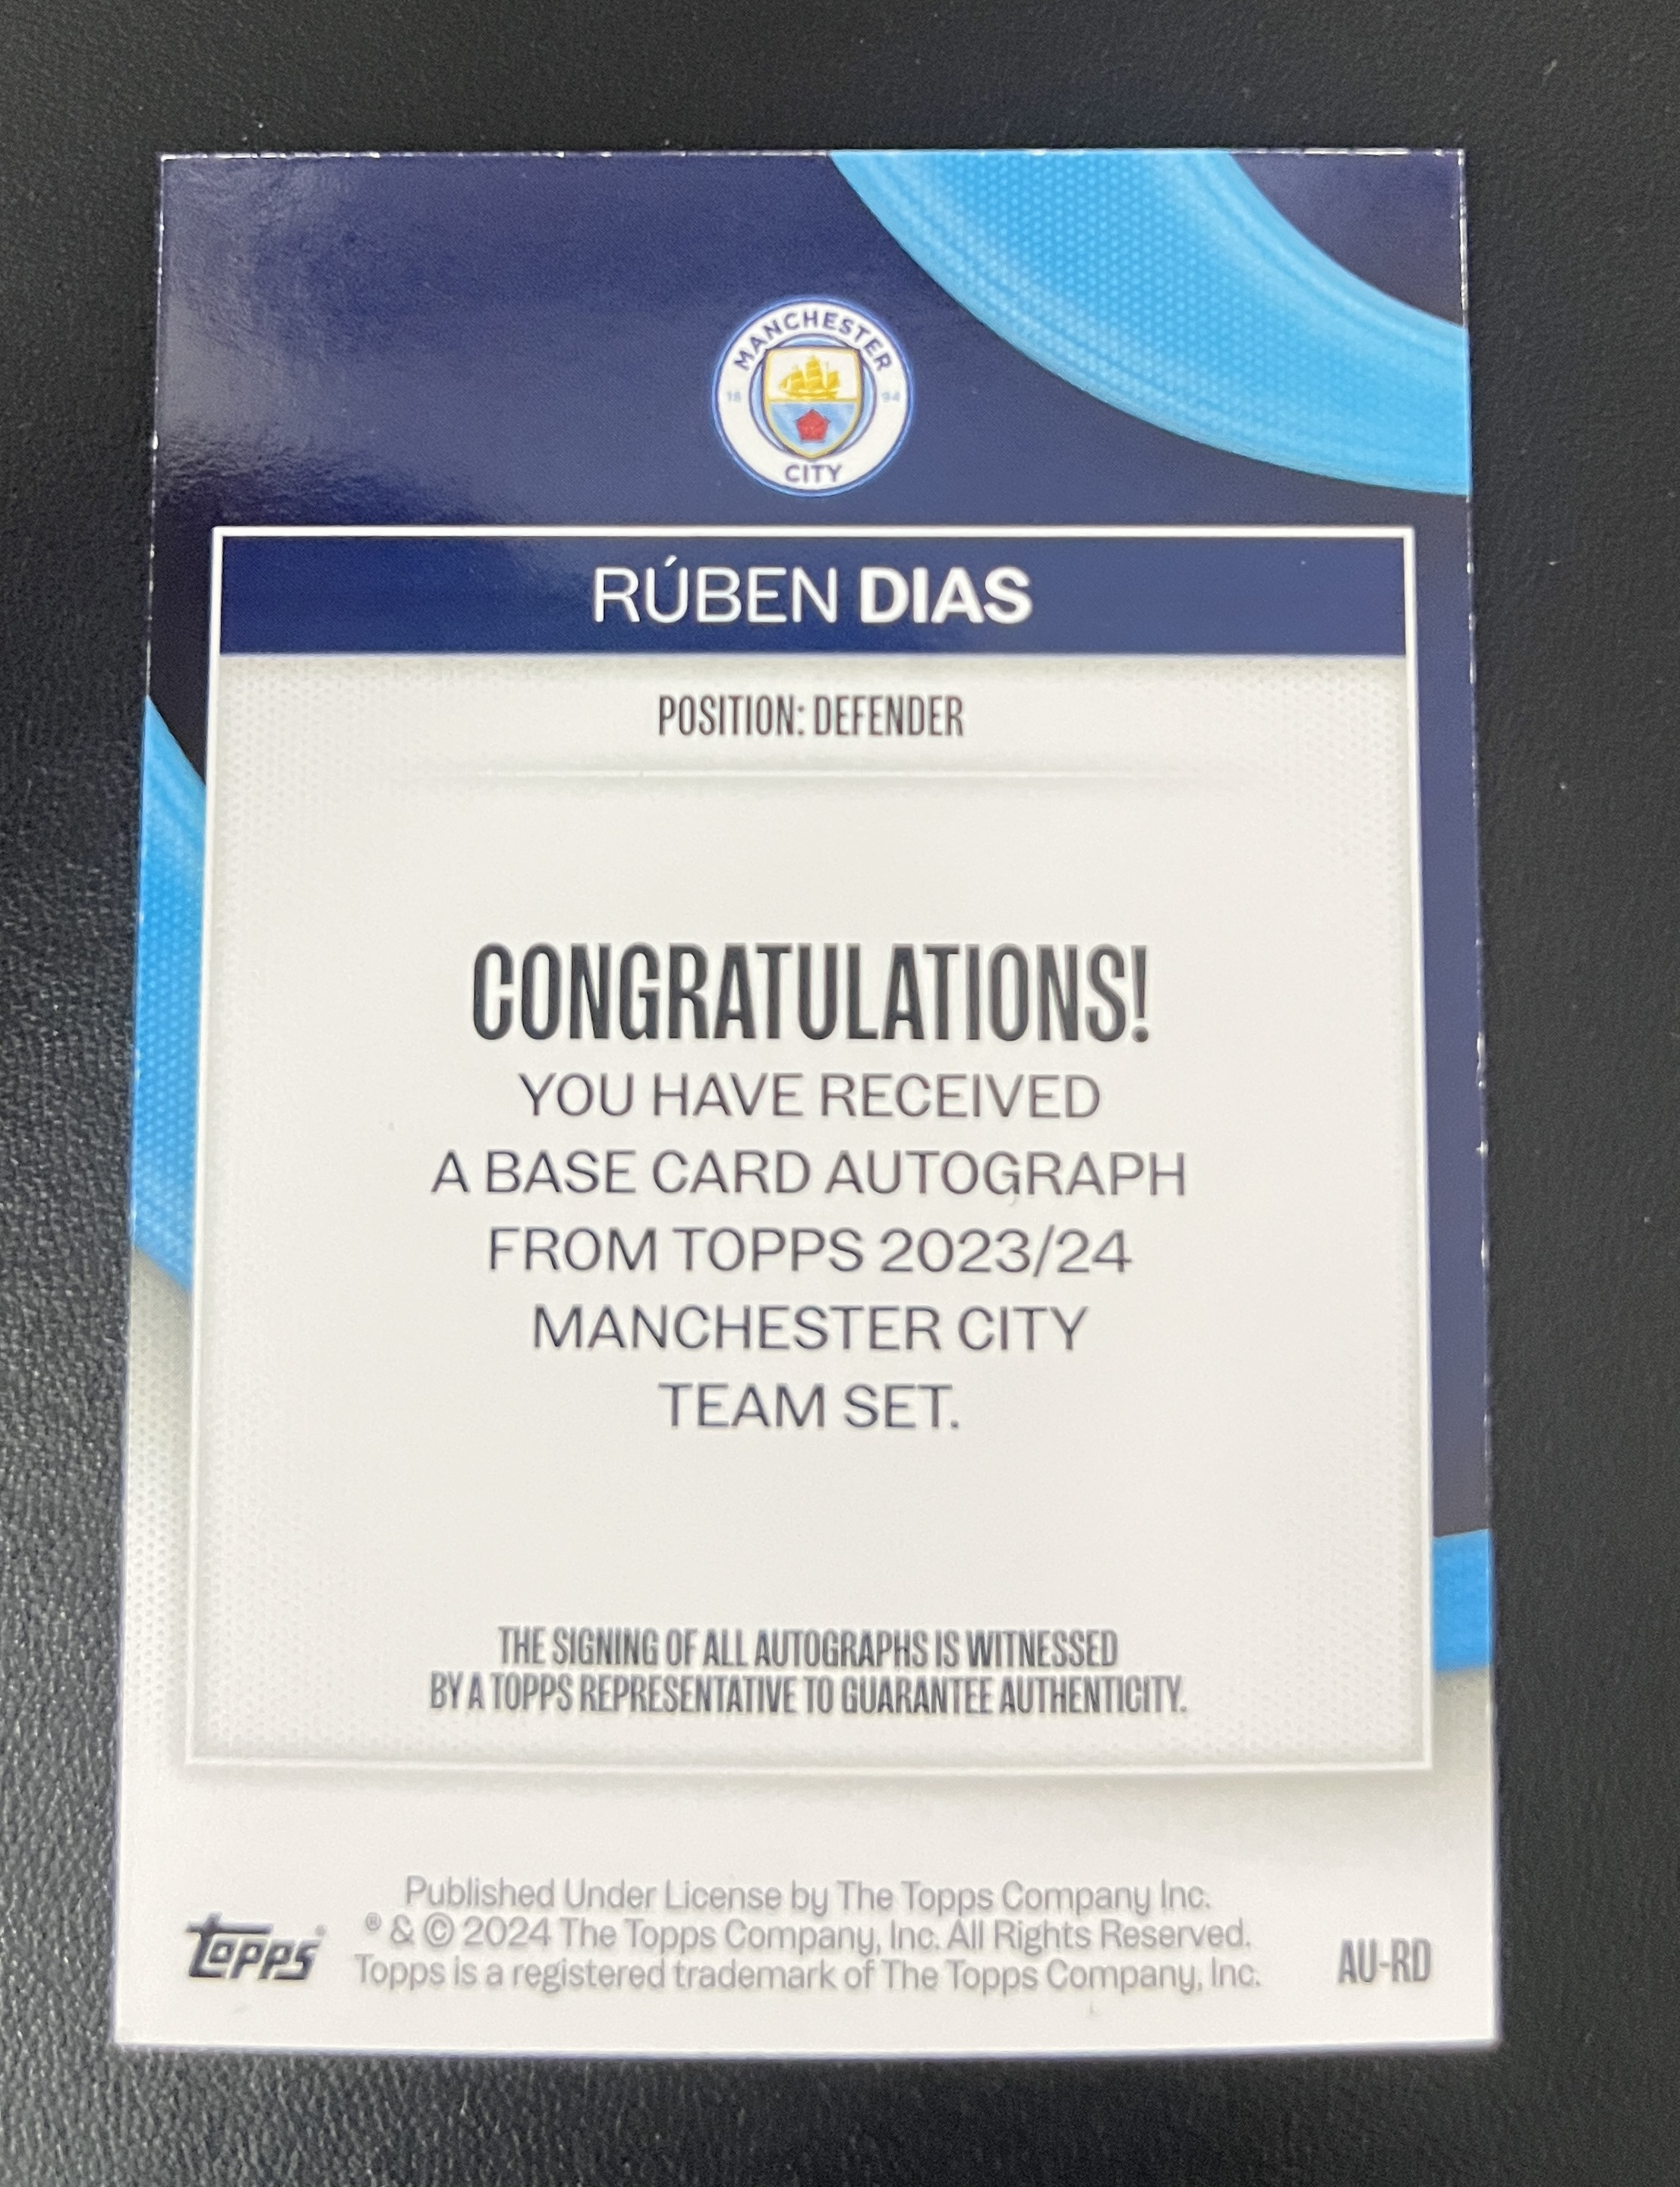 MANCHESTER
18 94
CITY
RÚBEN DIAS
POSITION: DEFENDER
CONGRATULATIONS!
YOU HAVE RECEIVED
A BASE CARD AUTOGRAPH
FROM TOPPS 2023/24
MANCHESTER CITY
TEAM SET.
THE SIGNING OF ALL AUTOGRAPHS IS WITNESSED
BY A TOPPS REPRESENTATIVE TO GUARANTEE AUTHENTICITY.
Published Under License by The Topps Company Inc.
® & © 2024 The Topps Company, Inc. All Rights Reserved.
Topps is a registered trademark of The Topps Company, Inc.
topps®
AU-RD